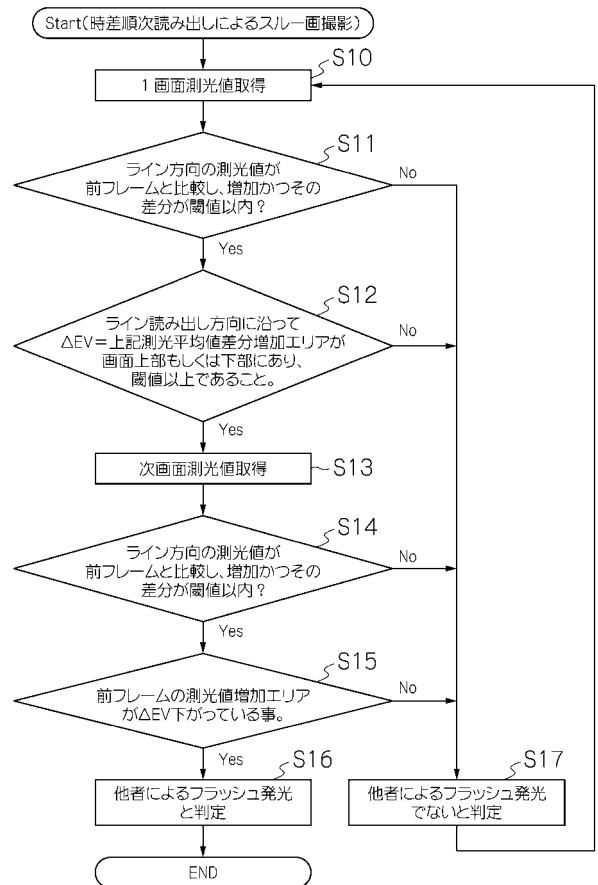 Start(時差順次読み出しによるスルー画撮影)
S10
1画面測光値取得
S11
ライン方向の測光値が
前フレームと比較し、増加かつその
差分が閾値以内?
No
Yes
S12
ライン読み出し方向に沿って
ΔEV=上記測光平均値差分増加エリアが
画面上部もしくは下部にあり、
閾値以上であること。
No
Yes
次画面測光値取得
S13
S14
ライン方向の測光値が
前フレームと比較し、増加かつその
差分が閾値以内?
No
Yes
S15
前フレームの測光値増加エリア
がΔEV下がっている事。
No
Yes
S16
他者によるフラッシュ発光
と判定
S17
他者によるフラッシュ発光
でないと判定
END